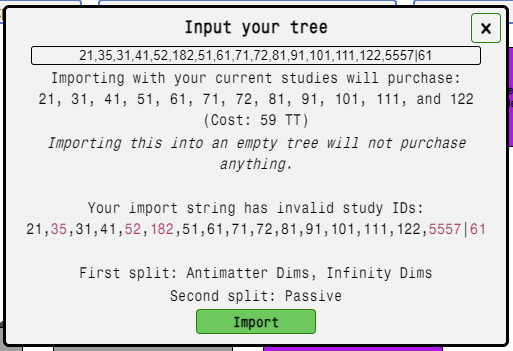 Input your tree
x
21,35,31,41,52,182,51,61,71,72,81,91,101,111,122,5557|61
Importing with your current studies will purchase:
21, 31, 41, 51, 61, 71, 72, 81, 91, 101, 111, and 122
(Cost: 59 TT)
Importing this into an empty tree will not purchase
anything.
Your import string has invalid study IDs:
21,35,31,41,52,182,51,61,71,72,81,91,101,111,122,5557|61
First split: Antimatter Dims, Infinity Dims
Second split: Passive
Import